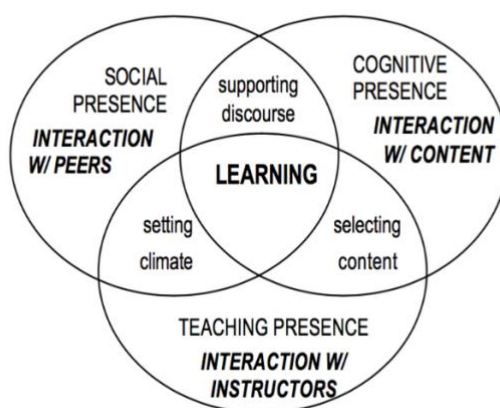 SOCIAL
PRESENCE
INTERACTION
W/ PEERS
supporting
discourse
COGNITIVE
PRESENCE
INTERACTION
W/ CONTENT
LEARNING
setting
climate
selecting
content
TEACHING PRESENCE
INTERACTION W/
INSTRUCTORS